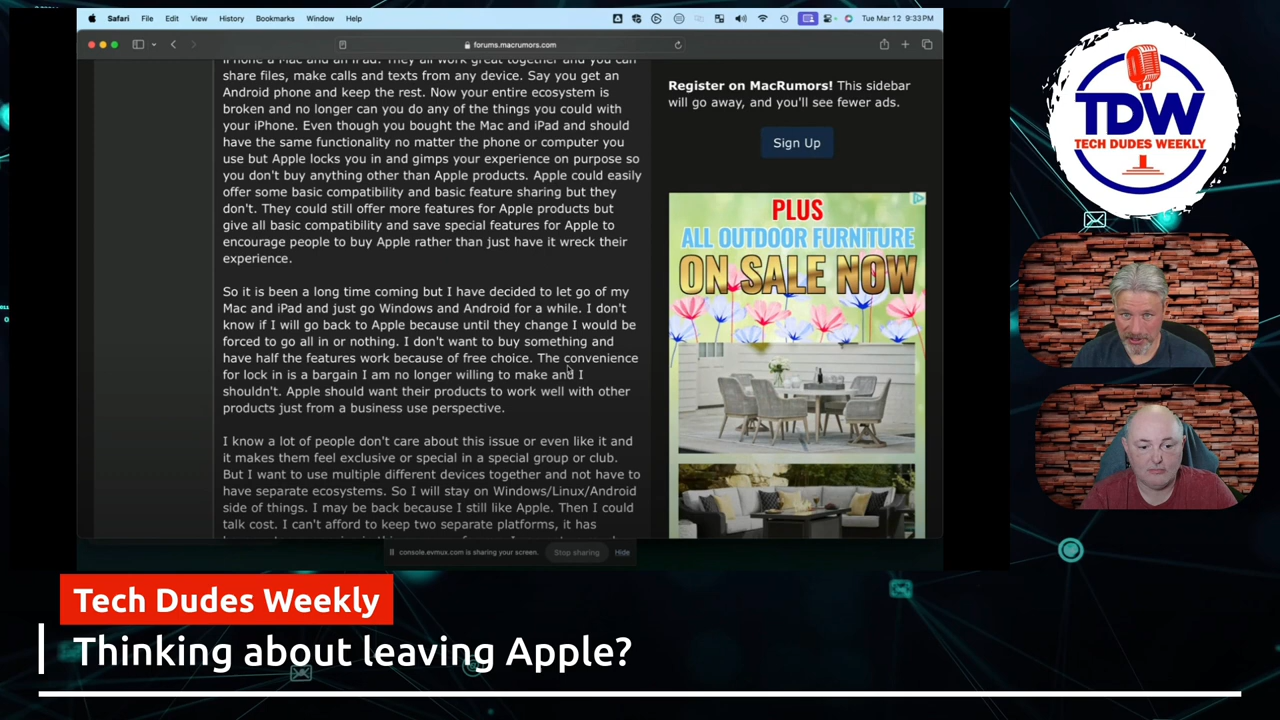 Safari File Edit View History Bookmarks Window Help
Tue Mar 12 9:33 PM
forums.macrumors.com
iPhone a Mac and an iPad. They all work great together and you can
share files, make calls and texts from any device. Say you get an
Android phone and keep the rest. Now your entire ecosystem is
broken and no longer can you do any of the things you could with
your iPhone. Even though you bought the Mac and iPad and should
have the same functionality no matter the phone or computer you
use but Apple locks you in and gimps your experience on purpose so
you don't buy anything other than Apple products. Apple could easily
offer some basic compatibility and basic feature sharing but they
don't. They could still offer more features for Apple products but
give all basic compatibility and save special features for Apple to
encourage people to buy Apple rather than just have it wreck their
experience.
So it is been a long time coming but I have decided to let go of my
Mac and iPad and just go Windows and Android for a while. I don't
know if I will go back to Apple because until they change I would be
forced to go all in or nothing. I don't want to buy something and
have half the features work because of free choice. The convenience
for lock in is a bargain I am no longer willing to make and I
shouldn't. Apple should want their products to work well with other
products just from a business use perspective.
I know a lot of people don't care about this issue or even like it and
it makes them feel exclusive or special in a special group or club.
But I want to use multiple different devices together and not have to
have separate ecosystems. So I will stay on Windows/Linux/Android
side of things. I may be back because I still like Apple. Then I could
talk cost. I can't afford to keep two separate platforms, it has
Register on MacRumors! This sidebar
will go away, and you'll see fewer ads.
Sign Up
PLUS
ALL OUTDOOR FURNITURE
ON SALE NOW
console.evmux.com is sharing your screen.
Stop sharing
Hide
TDW
TECH DUDES WEEKLY
Tech Dudes Weekly
Thinking about leaving Apple?